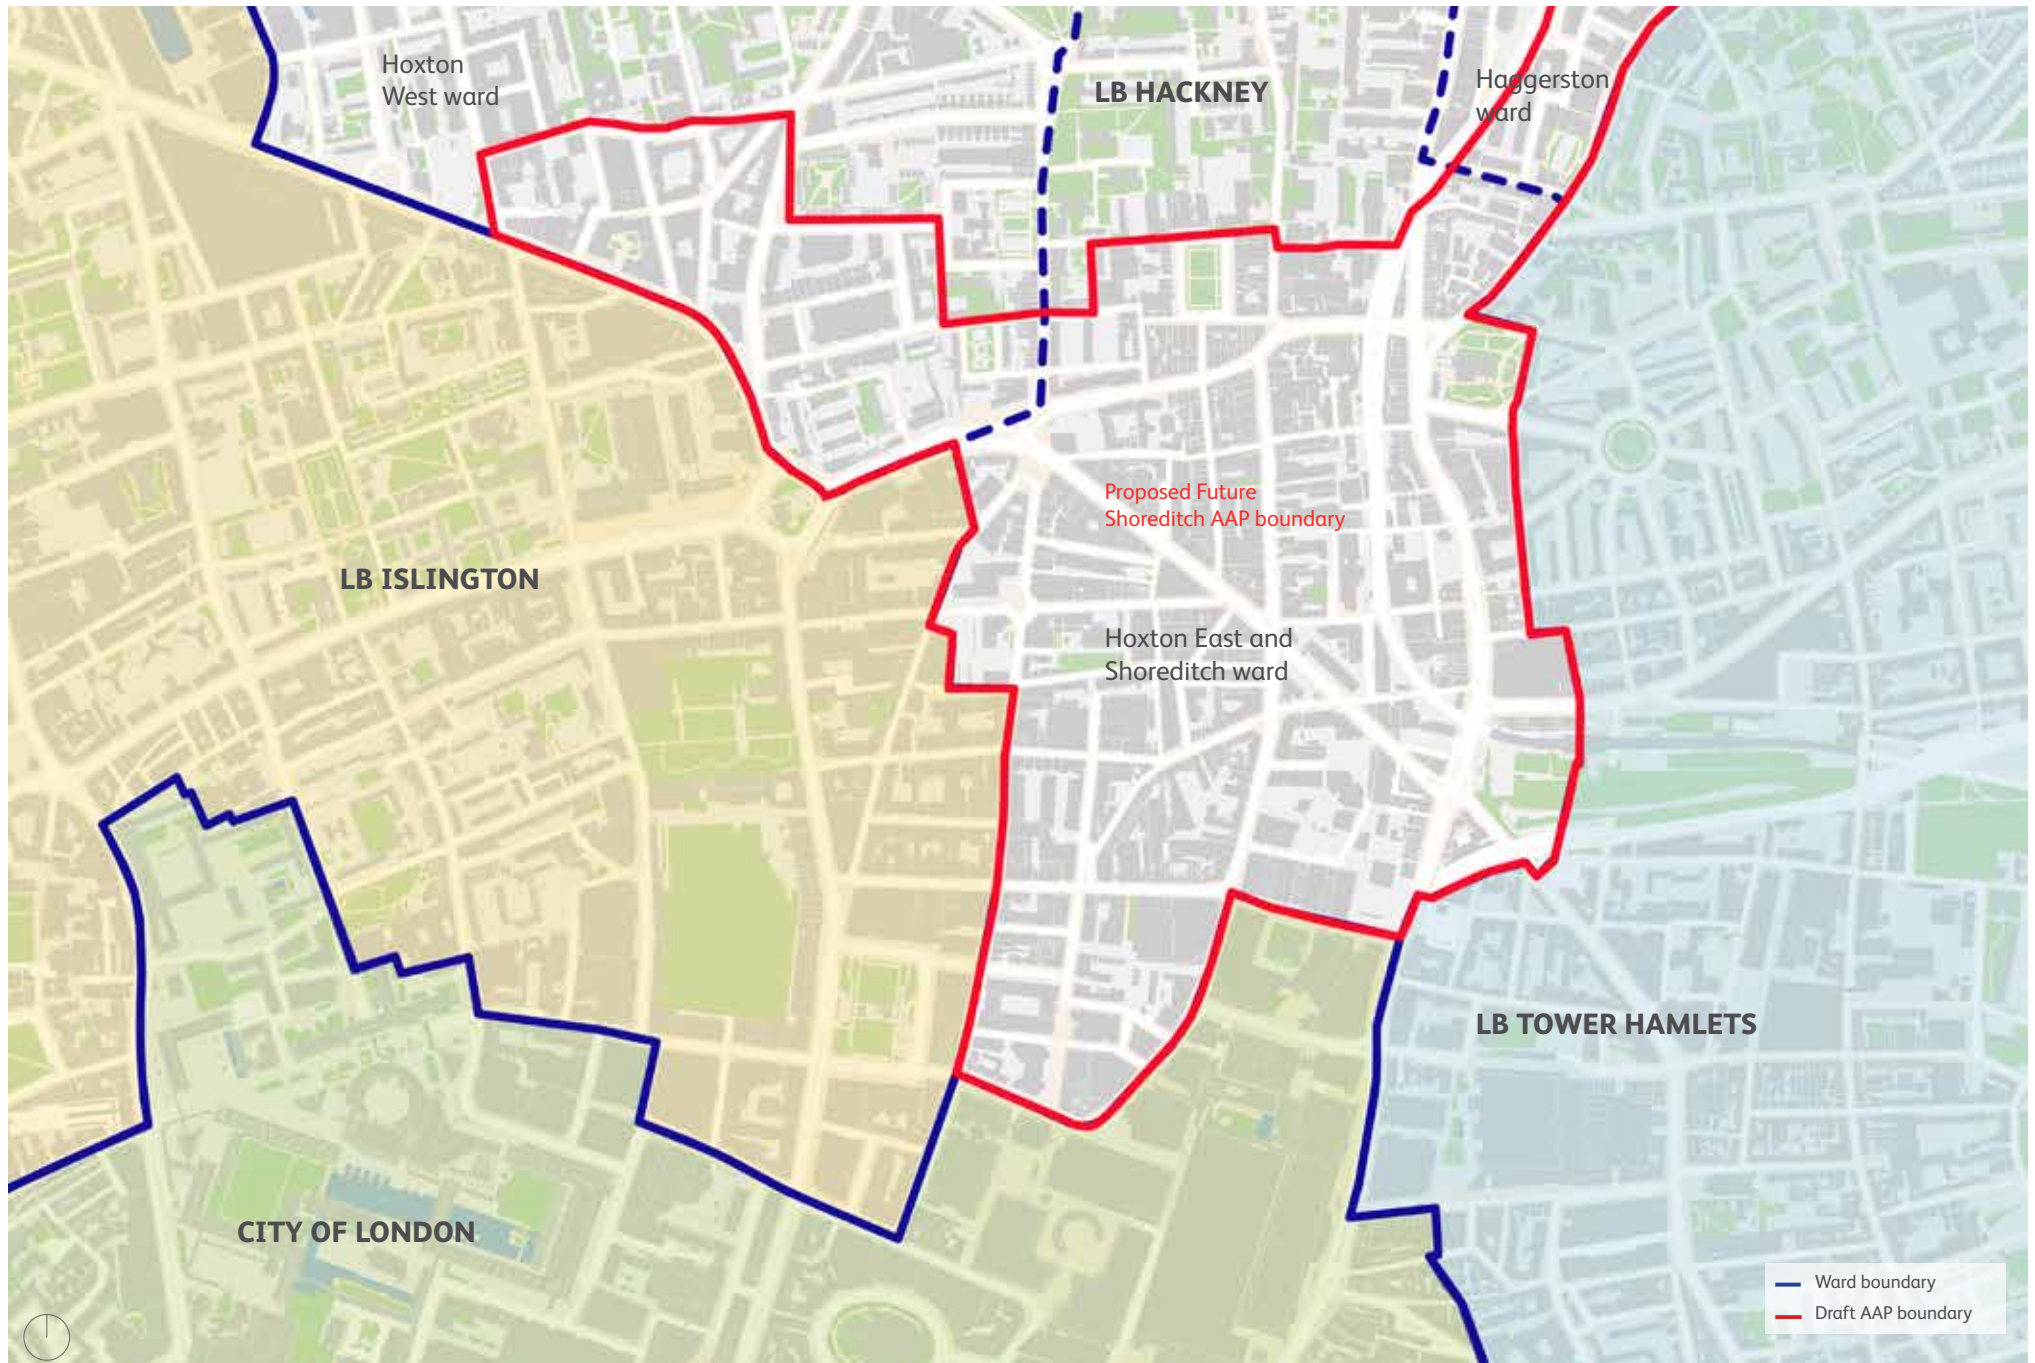 Hoxton
West ward
LB HACKNEY
Haggerston
ward
Proposed Future
Shoreditch AAP boundary
LB ISLINGTON
Hoxton East and
Shoreditch ward
LB TOWER HAMLETS
CITY OF LONDON
Ward boundary
Draft AAP boundary